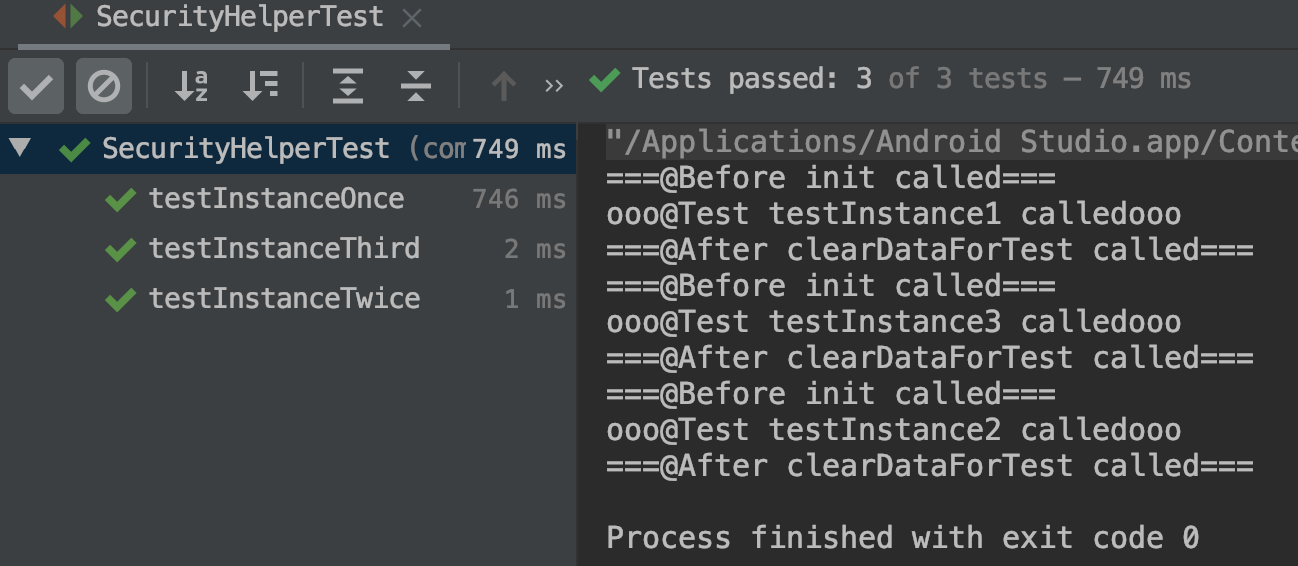 SecurityHelperTest
Tests passed: 3 of 3 tests – 749 ms
SecurityHelperTest (com 749 ms
testInstanceOnce 746 ms
testInstanceThird 2 ms
testInstanceTwice 1 ms
"/Applications/Android Studio.app/Conte
===@Before init called===
ooo@Test testInstance1 calledooo
===@After clearDataForTest called===
===@Before init called===
ooo@Test testInstance3 calledooo
===@After clearDataForTest called===
===@Before init called===
ooo@Test testInstance2 calledooo
===@After clearDataForTest called===
Process finished with exit code 0